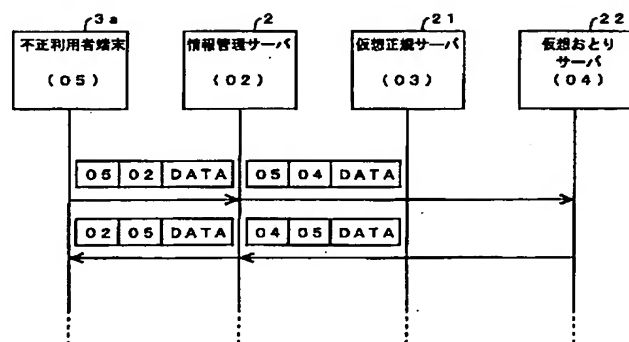 3a
不正利用者端末
(05)
2
情報管理サーバ
(02)
21
仮想正規サーバ
(03)
22
仮想おとり
サーバ
(04)
05 02 DATA
05 04 DATA
02 05 DATA
04 05 DATA